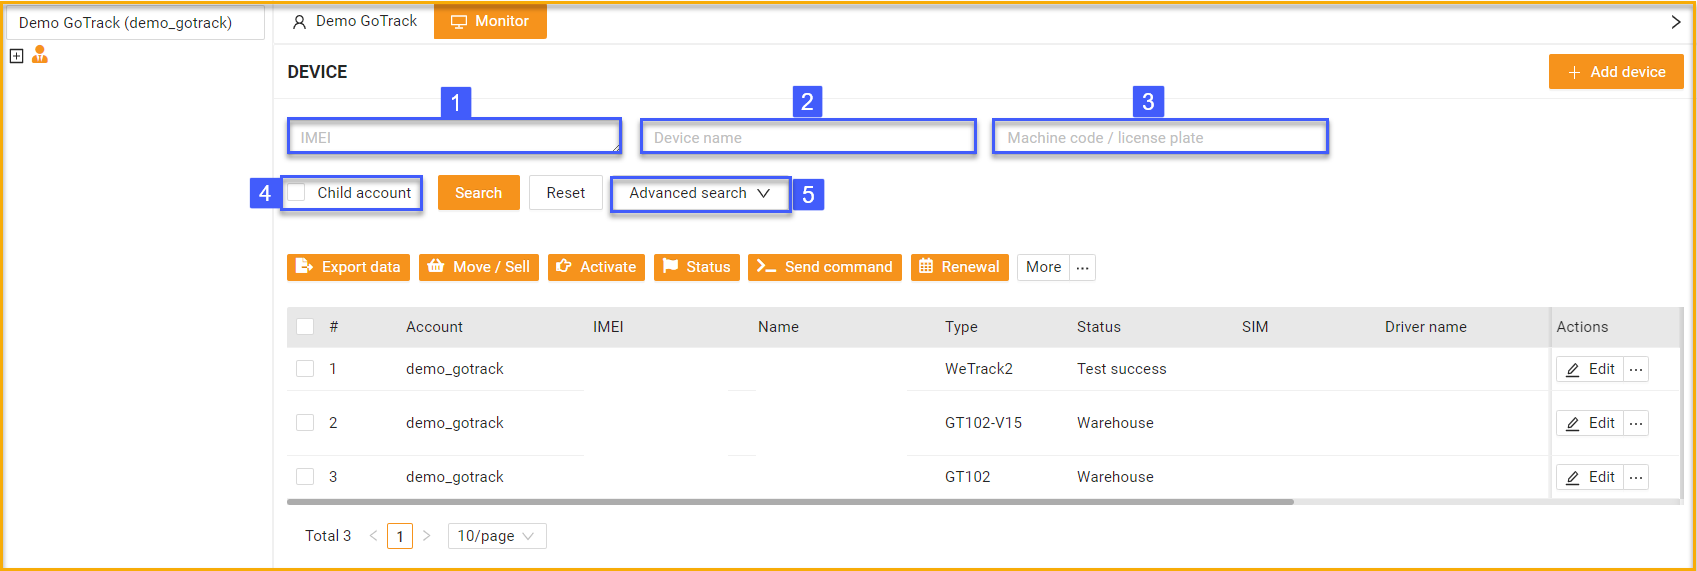 Demo GoTrack (demo_gotrack)
Demo GoTrack
Monitor
DEVICE
Add device
1
2
3
IMEI
Device name
Machine code / license plate
4
Child account
Search
Reset
Advanced search
5
Export data
Move / Sell
Activate
Status
Send command
Renewal
More ...
# Account IMEI Name Type Status SIM Driver name Actions
1 demo_gotrack WeTrack2 Test success Edit ...
2 demo_gotrack GT102-V15 Warehouse Edit ...
3 demo_gotrack GT102 Warehouse Edit ...
Total 3 < 1 > 10/page